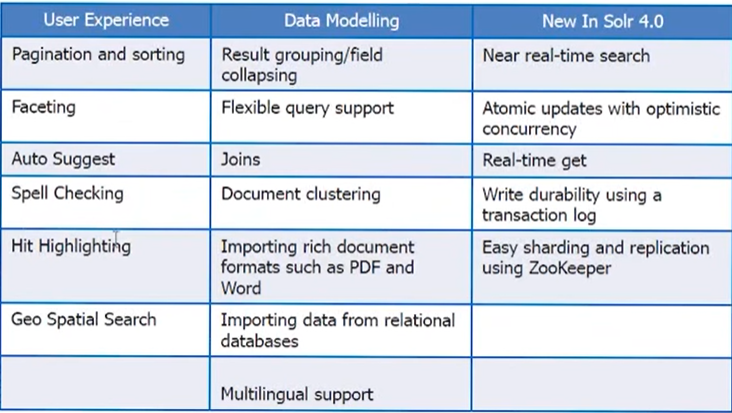 User Experience Data Modelling New In Solr 4.0
Pagination and sorting Result grouping/field Near real-time search
collapsing
Faceting Flexible query support Atomic updates with optimistic
concurrency
Auto Suggest Joins Real-time get
Spell Checking Document clustering Write durability using a
transaction log
Hit Highlighting Importing rich document Easy sharding and replication
formats such as PDF and using ZooKeeper
Word
Geo Spatial Search Importing data from relational
databases
Multilingual support